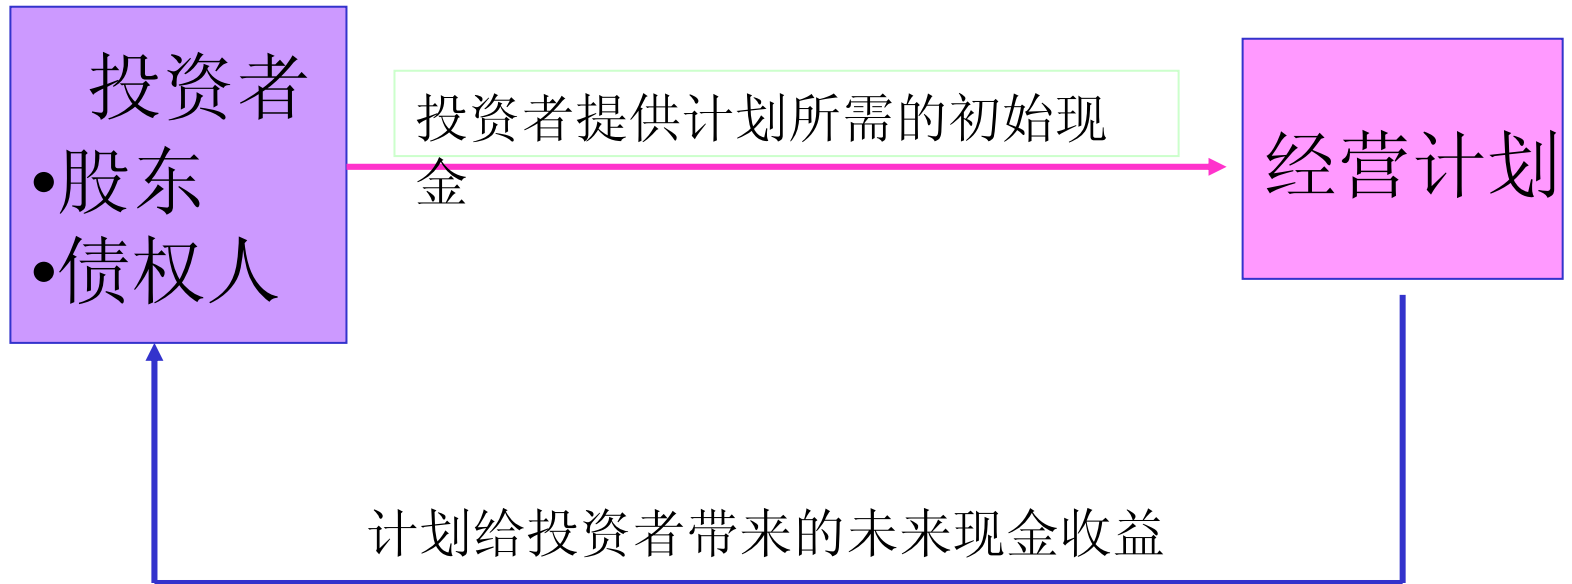 投资者
•股东
•债权人
投资者提供计划所需的初始现
金
经营计划
计划给投资者带来的未来现金收益